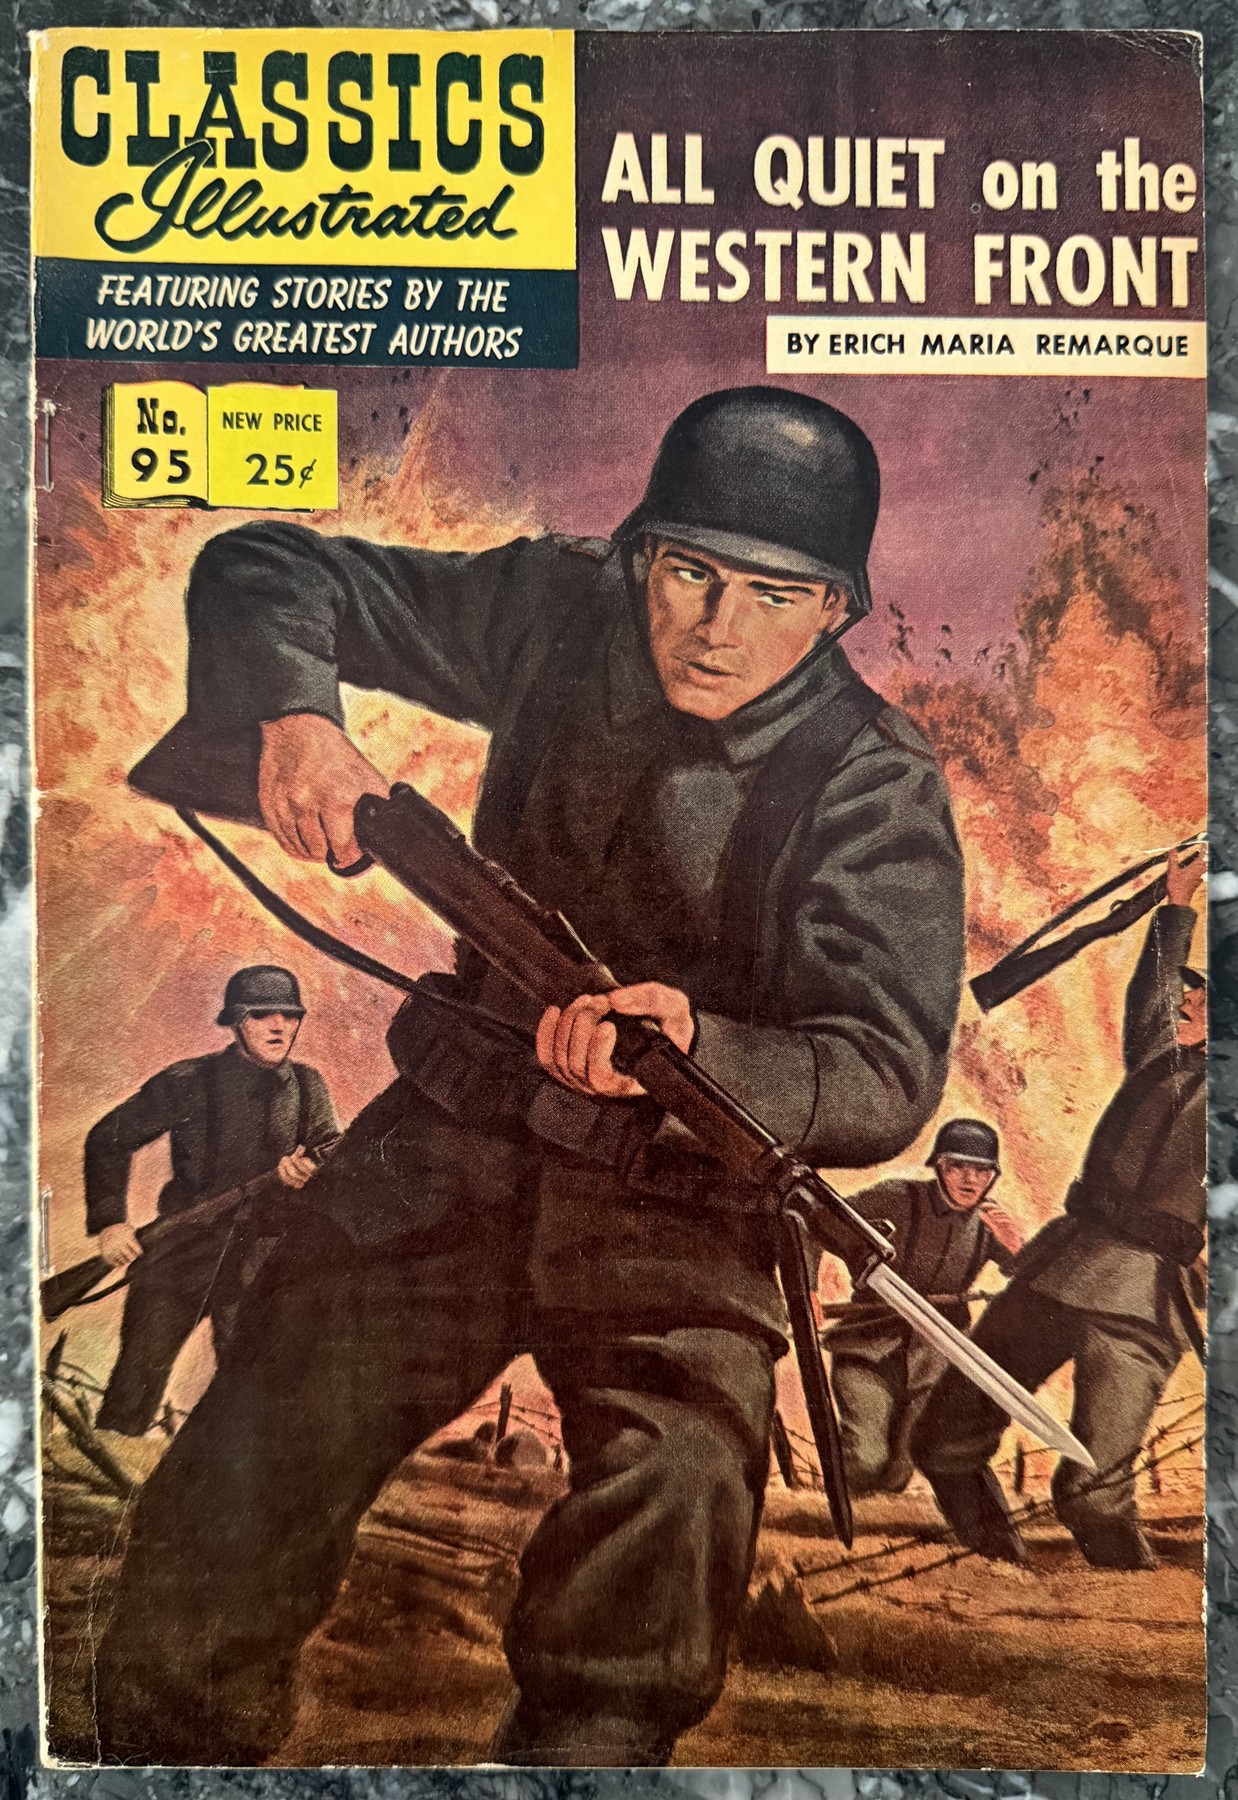 CLASSICS
Illustrated
FEATURING STORIES BY THE
WORLD'S GREATEST AUTHORS
ALL QUIET on the
WESTERN FRONT
BY ERICH MARIA REMARQUE
No.
95
NEW PRICE
25¢